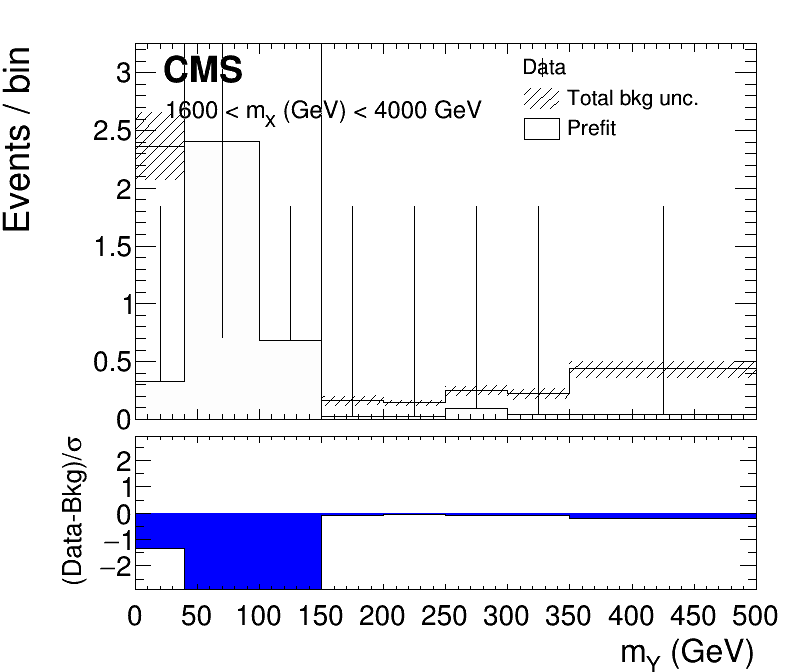 CMS
1600 < mX (GeV) < 4000 GeV
Data
Total bkg unc.
Prefit
Events / bin
3
2.5
2
1.5
1
0.5
0
(Data-Bkg)/σ
2
1
0
−1
−2
0 50 100 150 200 250 300 350 400 450 500
mY (GeV)